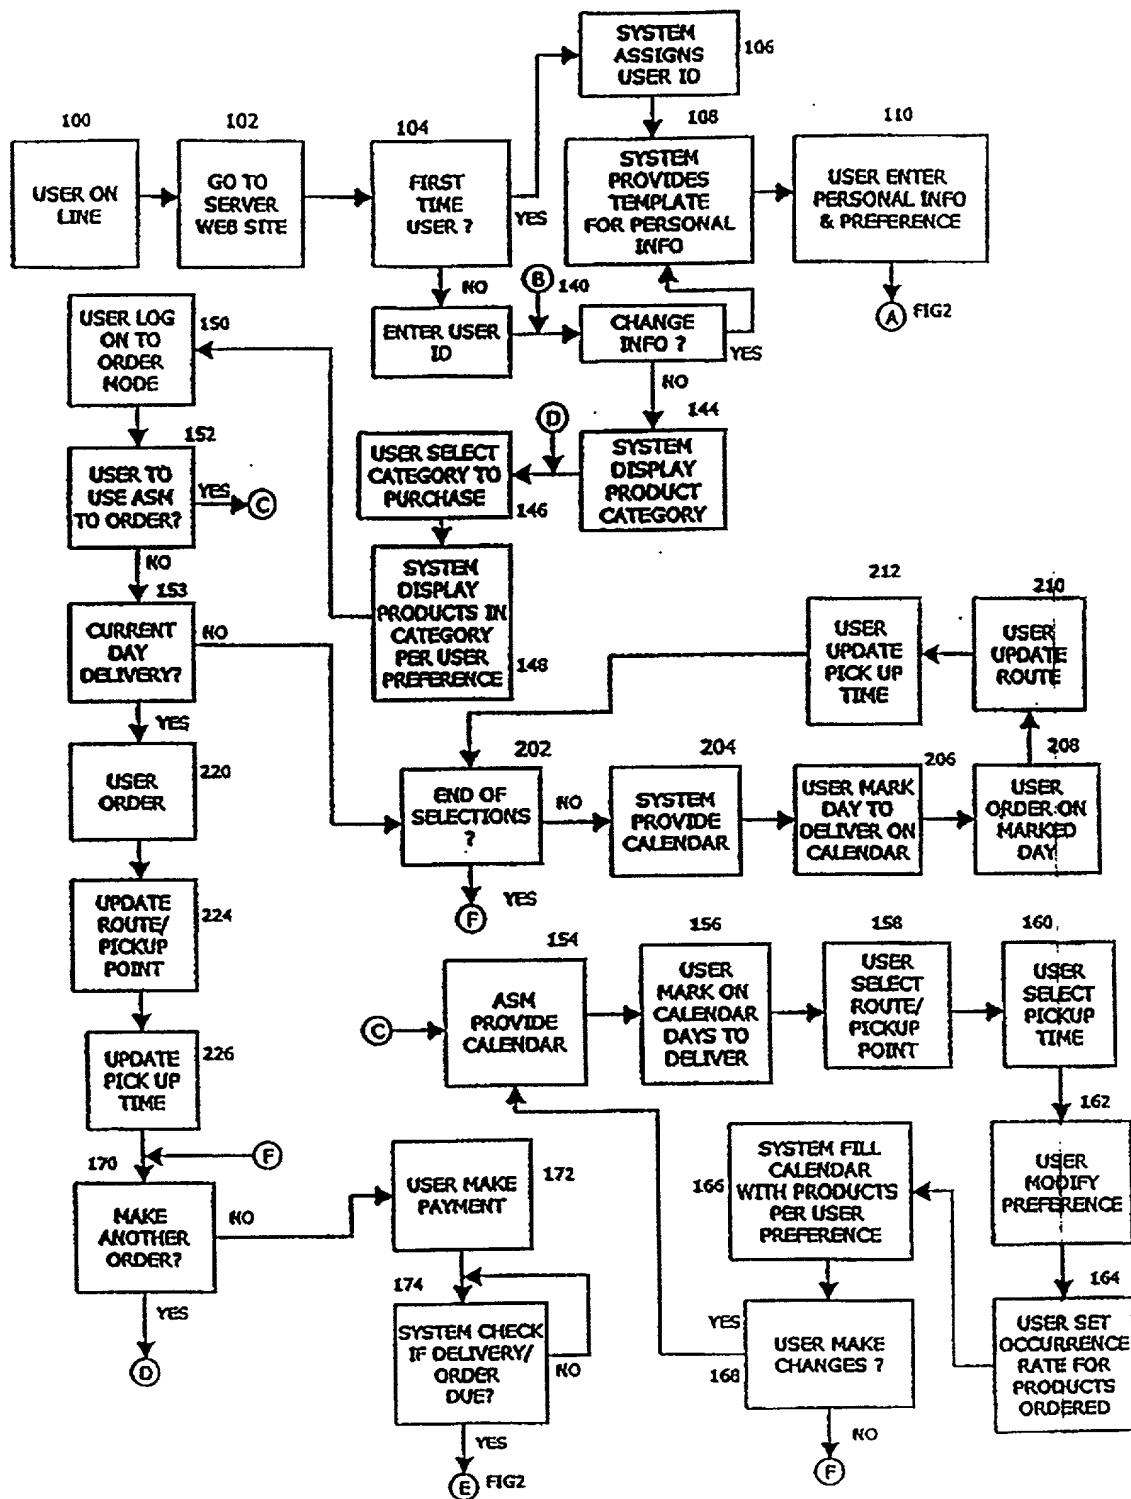 SYSTEM
ASSIGNS
USER ID
106
100
102
104
108
110
USER ON
LINE
GO TO
SERVER
WEB SITE
FIRST
TIME
USER ?
YES
SYSTEM
PROVIDES
TEMPLATE
FOR PERSONAL
INFO
USER ENTER
PERSONAL INFO
& PREFERENCE
NO
B
140
A
FIG2
USER LOG
ON TO
ORDER
MODE
150
ENTER USER
ID
CHANGE
INFO ?
YES
NO
152
D
144
USER TO
USE ASM
TO ORDER?
YES
C
USER SELECT
CATEGORY TO
PURCHASE
146
SYSTEM
DISPLAY
PRODUCT
CATEGORY
NO
153
SYSTEM
DISPLAY
PRODUCTS IN
CATEGORY
PER USER
PREFERENCE
148
212
210
CURRENT
DAY
DELIVERY?
NO
USER
UPDATE
PICK UP
TIME
USER
UPDATE
ROUTE
YES
USER
ORDER
220
202
204
206
208
END OF
SELECTIONS
?
NO
SYSTEM
PROVIDE
CALENDAR
USER MARK
DAY TO
DELIVER ON
CALENDAR
USER
ORDER ON
MARKED
DAY
YES
F
UPDATE
ROUTE/
PICKUP
POINT
224
154
156
158
160
C
ASM
PROVIDE
CALENDAR
USER
MARK ON
CALENDAR
DAYS TO
DELIVER
USER
SELECT
ROUTE/
PICKUP
POINT
USER
SELECT
PICKUP
TIME
UPDATE
PICK UP
TIME
226
162
170
F
USER MAKE
PAYMENT
172
166
SYSTEM FILL
CALENDAR
WITH PRODUCTS
PER USER
PREFERENCE
USER
MODIFY
PREFERENCE
MAKE
ANOTHER
ORDER?
NO
174
164
YES
D
SYSTEM CHECK
IF DELIVERY/
ORDER
DUE?
NO
YES
168
USER MAKE
CHANGES ?
USER SET
OCCURRENCE
RATE FOR
PRODUCTS
ORDERED
YES
E
FIG2
NO
F